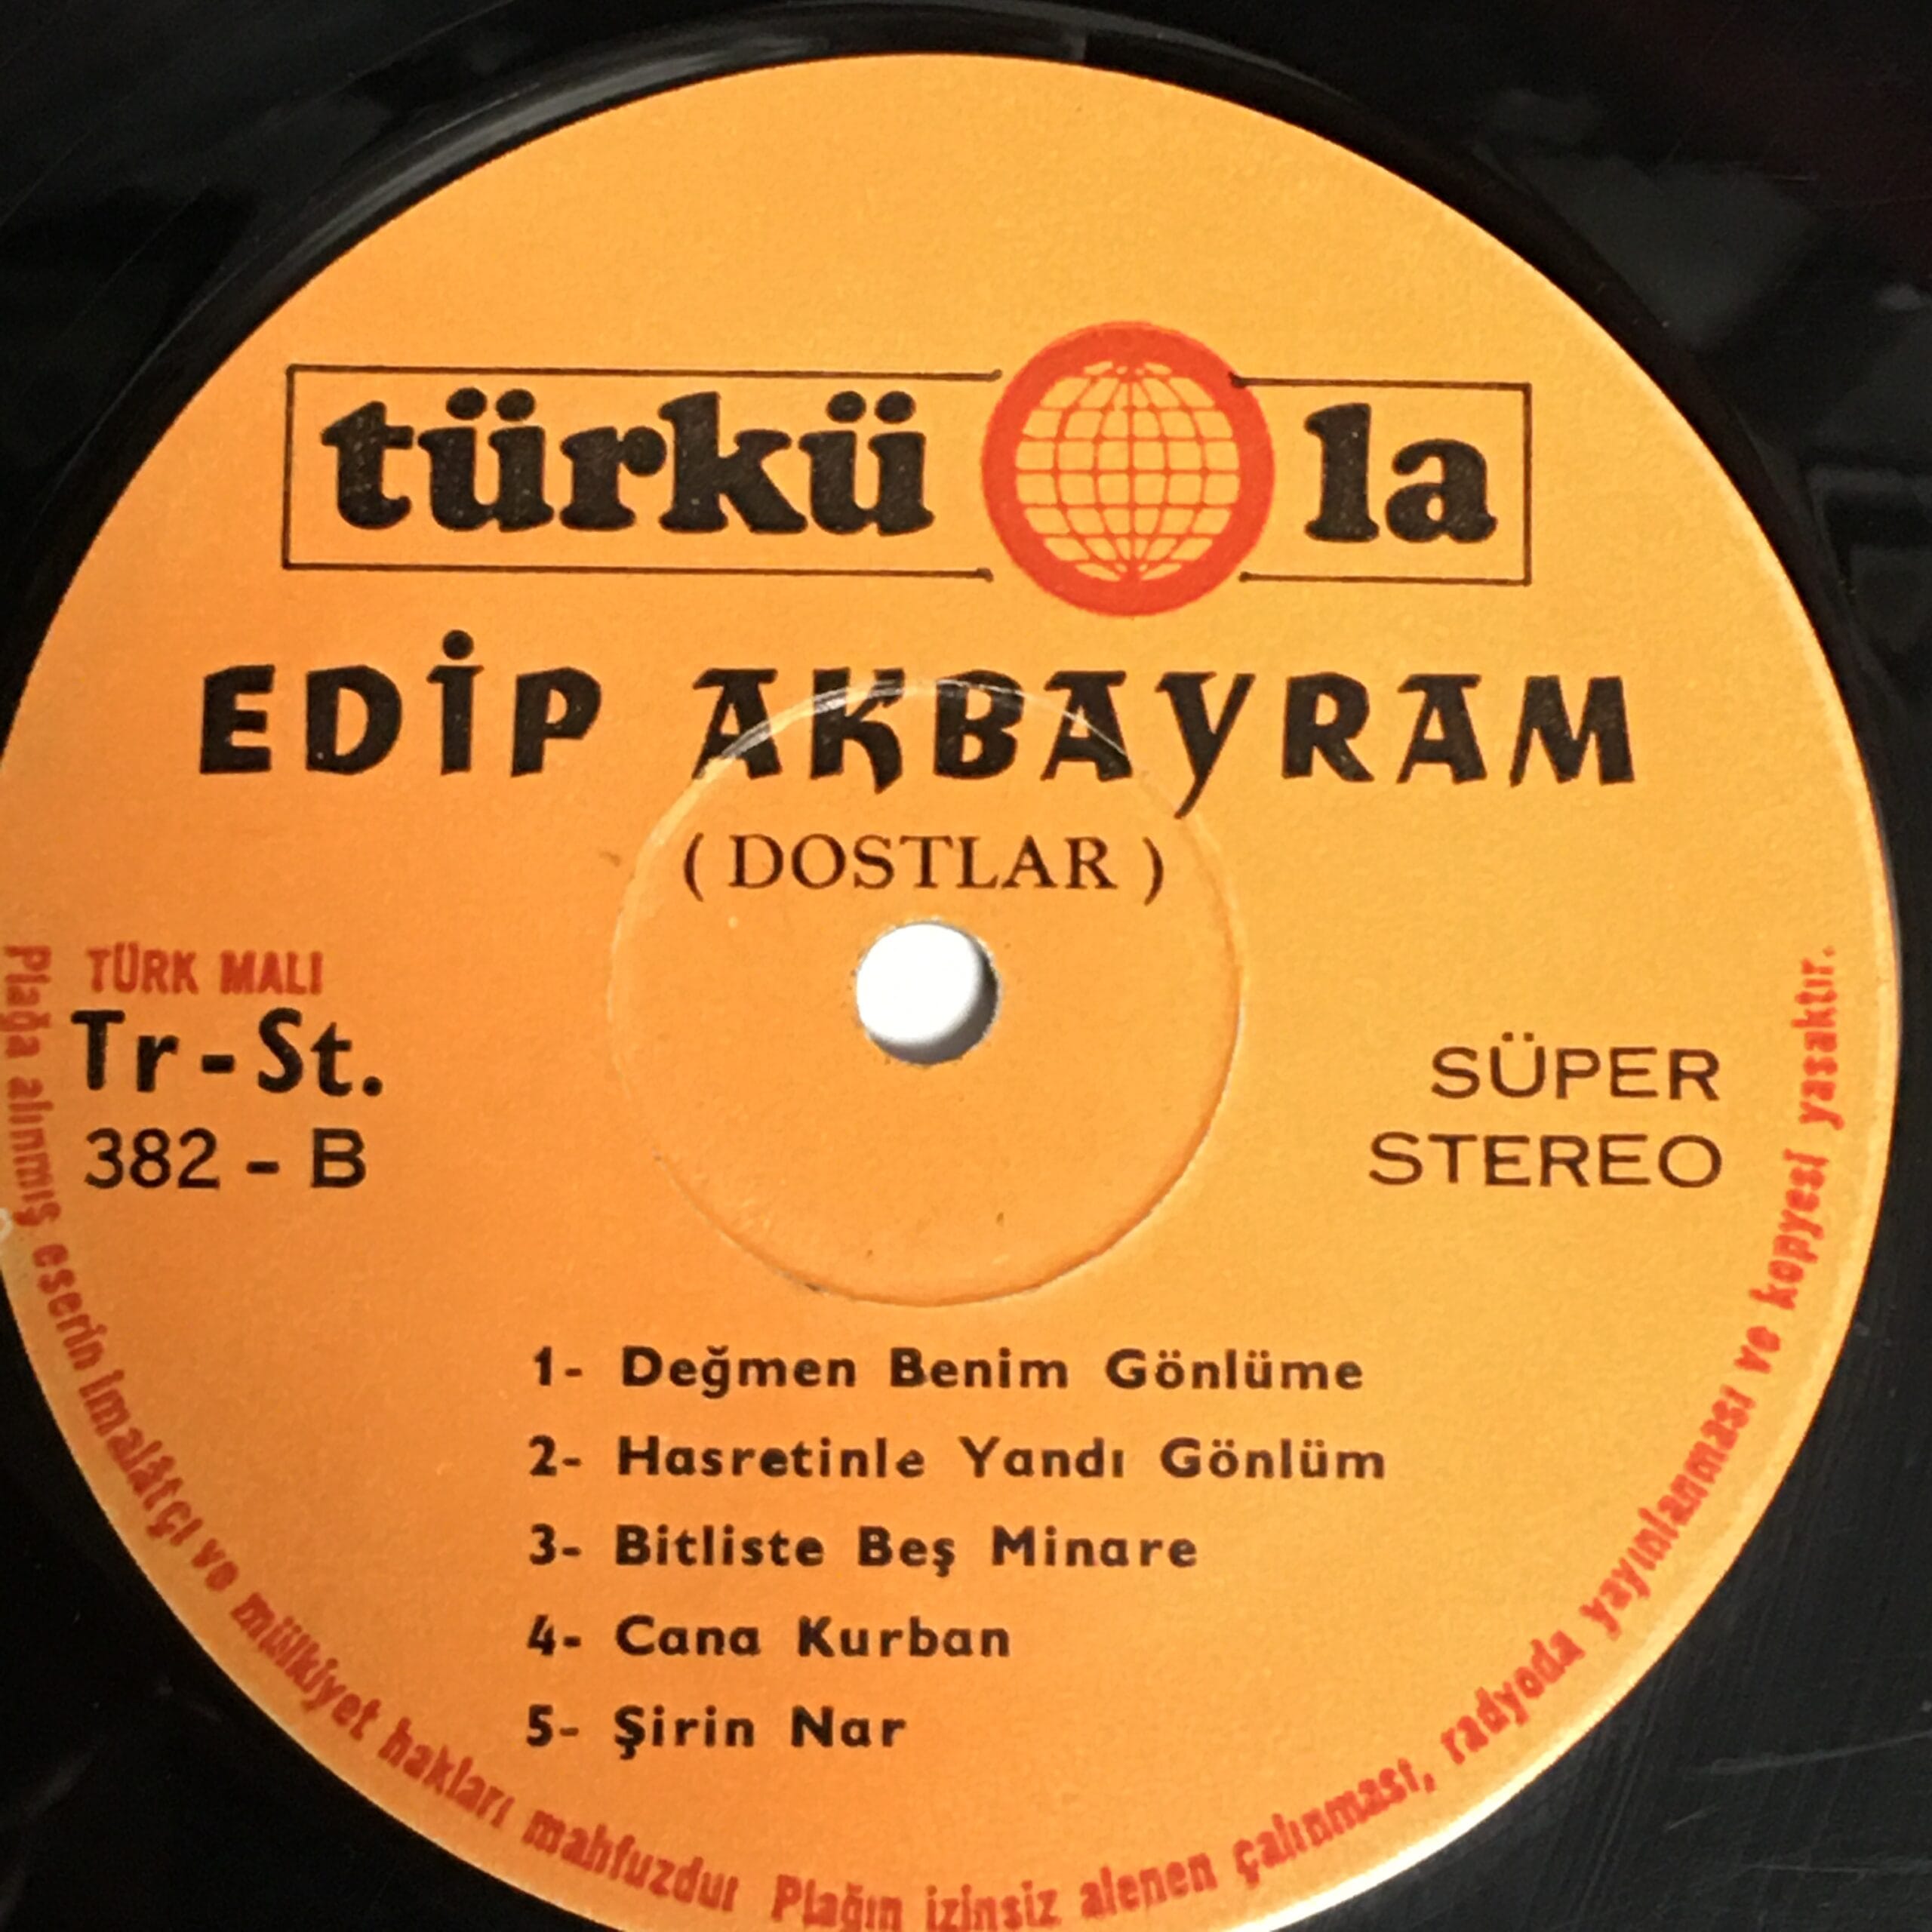 türkü la
EDİP AKBAYRAM
( DOSTLAR )
TÜRK MALI
Tr - St.
382 - B
SÜPER
STEREO
1- Değmen Benim Gönlüme
2- Hasretinle Yandı Gönlüm
3- Bitliste Beş Minare
4- Cana Kurban
5- Şirin Nar
Plağa alınmış eserin imalâtçı ve mülkiyet hakları mahfuzdur Plağın izinsiz alenen çalınması, radyoda yayınlanması ve kopyesi yasaktır.